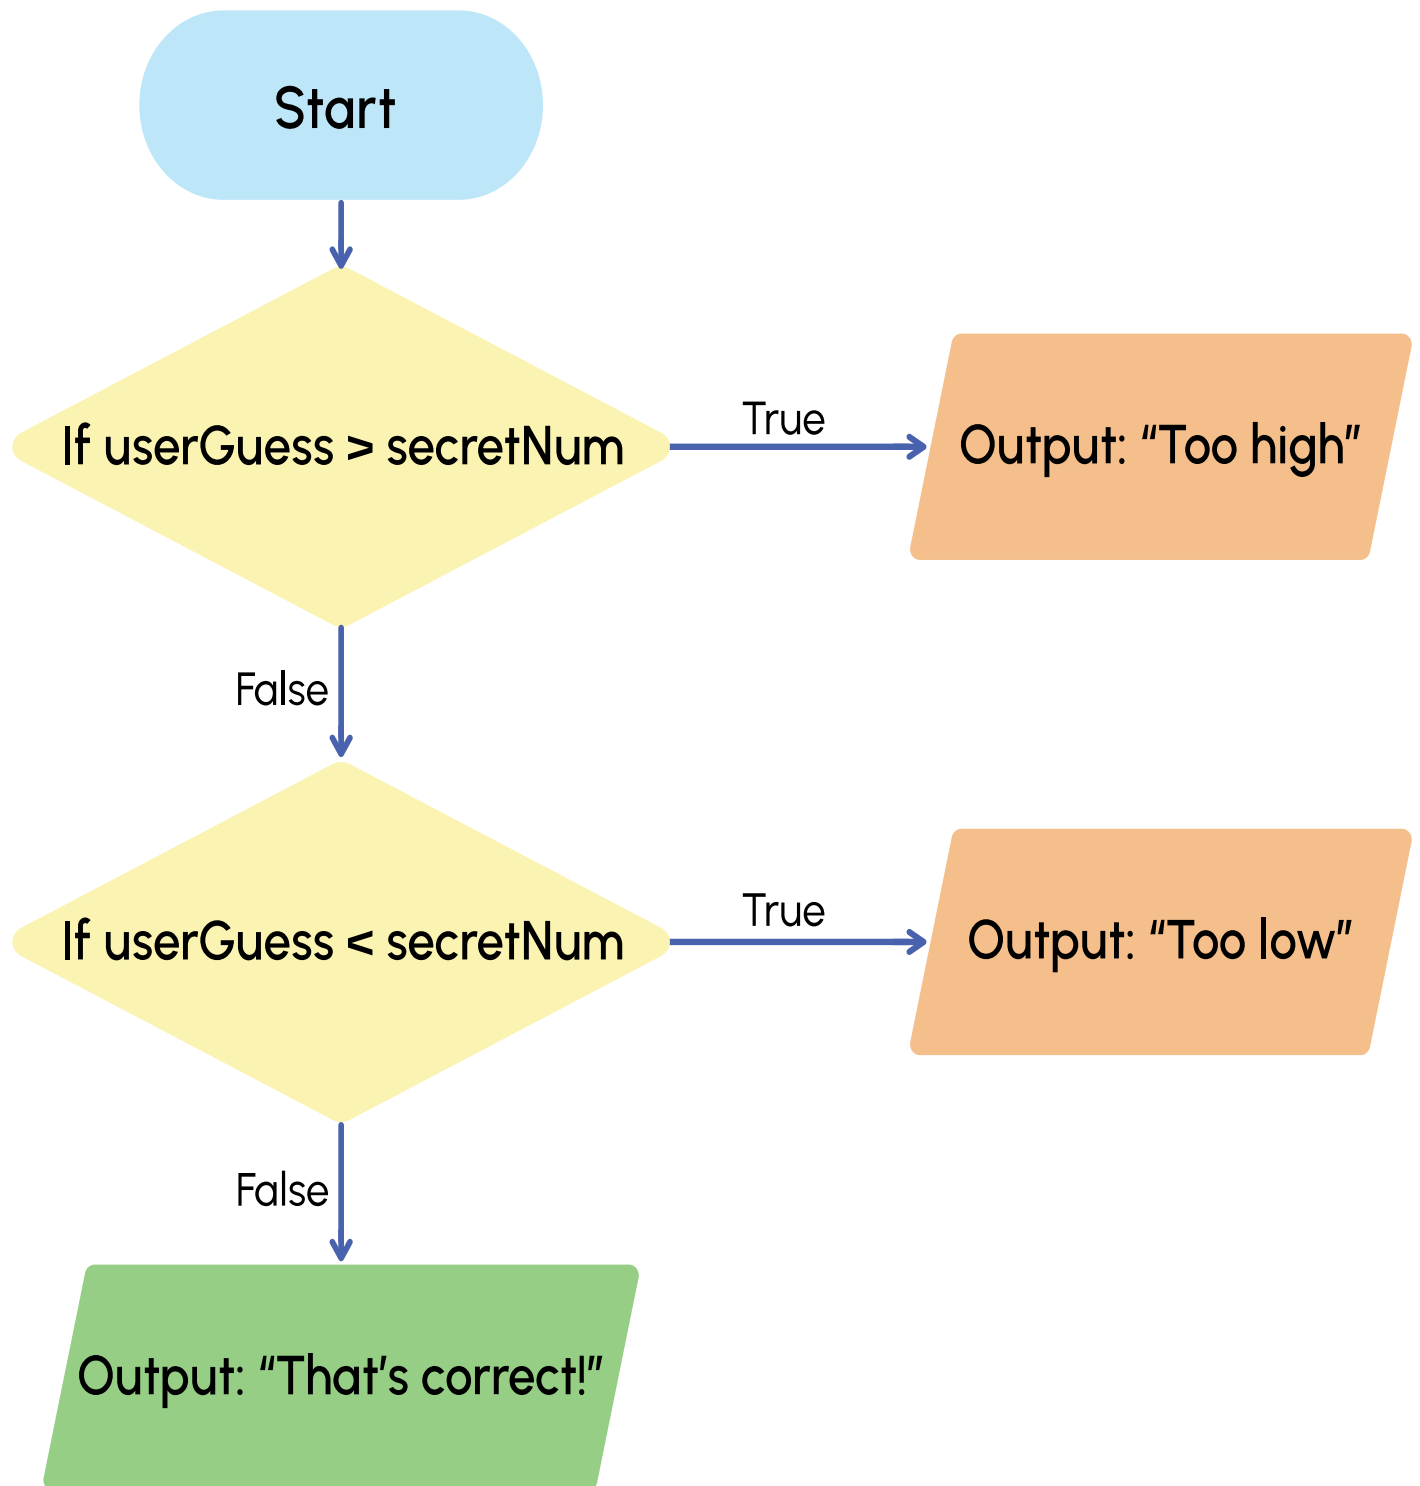 Start
If userGuess > secretNum
True
Output: “Too high”
False
If userGuess < secretNum
True
Output: “Too low”
False
Output: “That’s correct!”